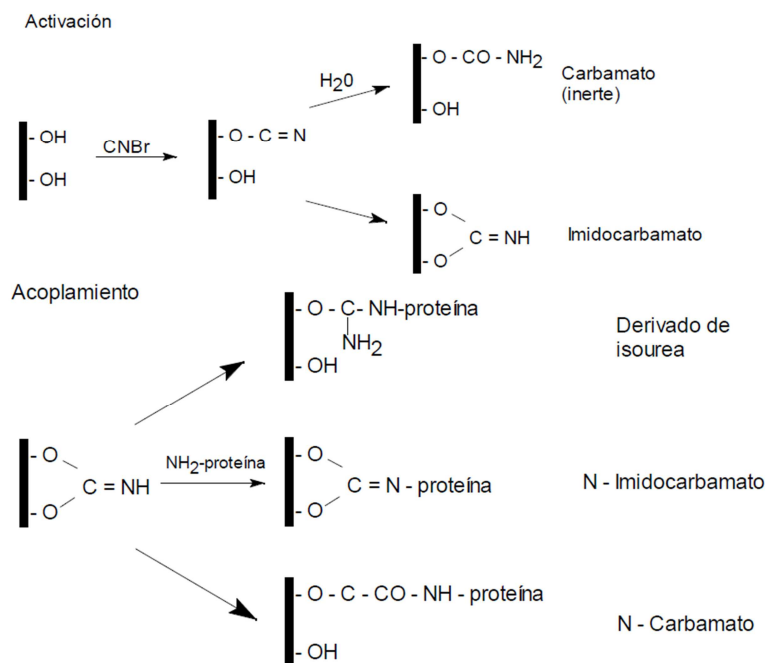 Activación
- OH
- OH
CNBr
- O - C = N
- OH
H20
- O - CO - NH2
- OH
Carbamato
(inerte)
- O
C = NH
- O
Imidocarbamato
Acoplamiento
- O - C - NH-proteína
NH2
- OH
Derivado de
isourea
- O
C = NH
- O
NH2-proteína
- O
C = N - proteína
- O
N - Imidocarbamato
- O - C - CO - NH - proteína
- OH
N - Carbamato